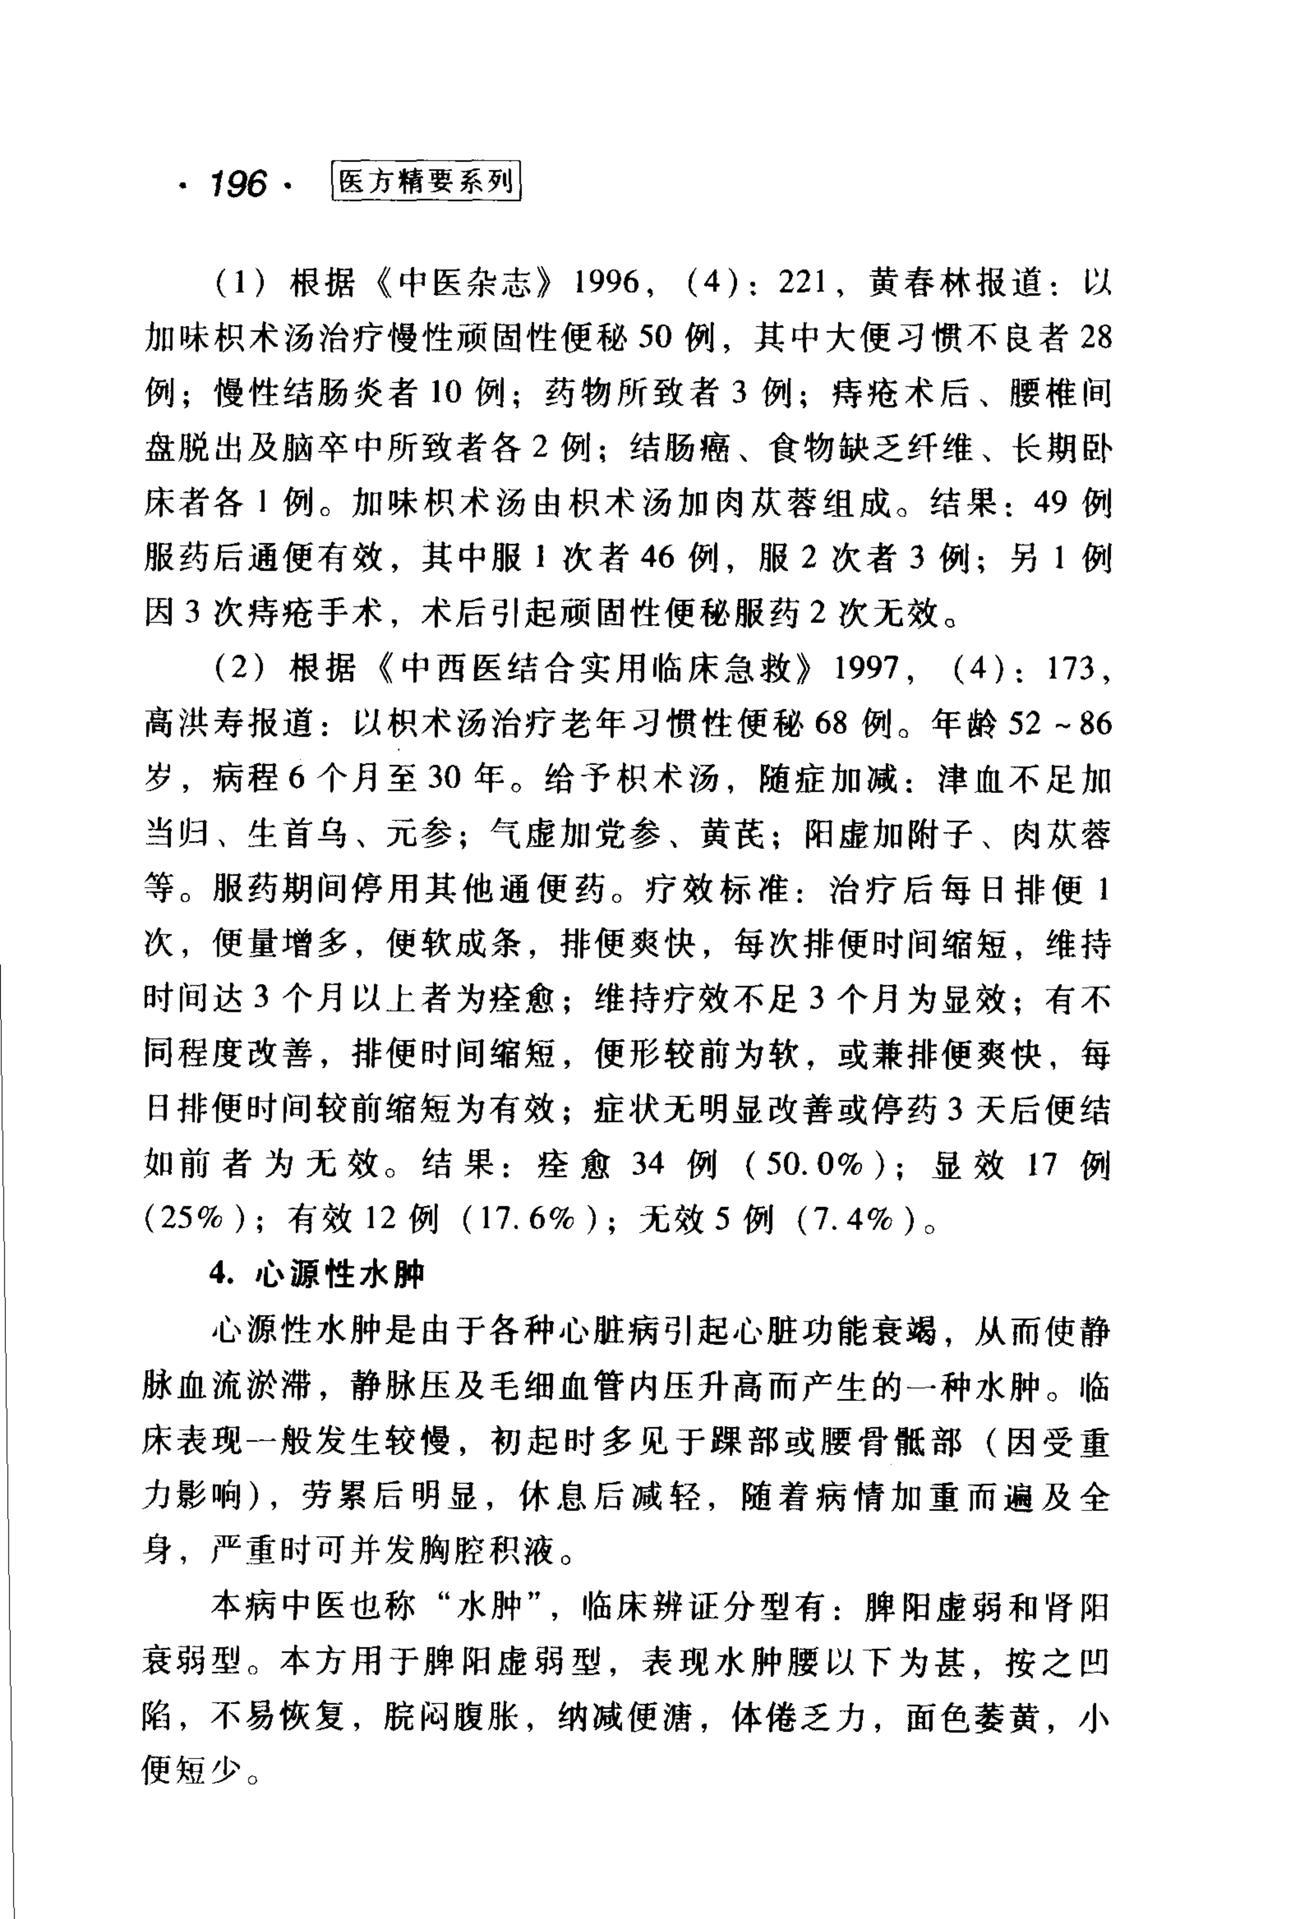 · 196 · 医方精要系列
(1) 根据《中医杂志》1996, (4): 221, 黄春林报道: 以
加味枳术汤治疗慢性顽固性便秘 50 例, 其中大便习惯不良者 28
例; 慢性结肠炎者 10 例; 药物所致者 3 例; 痔疮术后、腰椎间
盘脱出及脑卒中所致者各 2 例; 结肠癌、食物缺乏纤维、长期卧
床者各 1 例。加味枳术汤由枳术汤加肉苁蓉组成。结果: 49 例
服药后通便有效, 其中服 1 次者 46 例, 服 2 次者 3 例; 另 1 例
因 3 次痔疮手术, 术后引起顽固性便秘服药 2 次无效。
(2) 根据《中西医结合实用临床急救》1997, (4): 173,
高洪寿报道: 以枳术汤治疗老年习惯性便秘 68 例。年龄 52 ~ 86
岁, 病程 6 个月至 30 年。给予枳术汤, 随症加减: 津血不足加
当归、生首乌、元参; 气虚加党参、黄芪; 阳虚加附子、肉苁蓉
等。服药期间停用其他通便药。疗效标准: 治疗后每日排便 1
次, 便量增多, 便软成条, 排便爽快, 每次排便时间缩短, 维持
时间达 3 个月以上者为痊愈; 维持疗效不足 3 个月为显效; 有不
同程度改善, 排便时间缩短, 便形较前为软, 或兼排便爽快, 每
日排便时间较前缩短为有效; 症状无明显改善或停药 3 天后便结
如前者为无效。结果: 痊愈 34 例 (50.0%); 显效 17 例
(25%); 有效 12 例 (17.6%); 无效 5 例 (7.4%)。
4. 心源性水肿
心源性水肿是由于各种心脏病引起心脏功能衰竭, 从而使静
脉血流淤滞, 静脉压及毛细血管内压升高而产生的一种水肿。临
床表现一般发生较慢, 初起时多见于踝部或腰骨骶部 (因受重
力影响), 劳累后明显, 休息后减轻, 随着病情加重而遍及全
身, 严重时可并发胸腔积液。
本病中医也称 “水肿”, 临床辨证分型有: 脾阳虚弱和肾阳
衰弱型。本方用于脾阳虚弱型, 表现水肿腰以下为甚, 按之凹
陷, 不易恢复, 脘闷腹胀, 纳减便溏, 体倦乏力, 面色萎黄, 小
便短少。